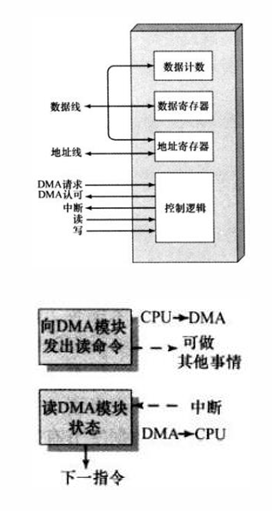 数据计数
数据线
数据寄存器
地址线
地址寄存器
DMA请求
DMA认可
中断
读
写
控制逻辑
向DMA模块
发出读命令
CPU→DMA
可做
其他事情
读DMA模块
状态
中断
DMA→CPU
下一指令